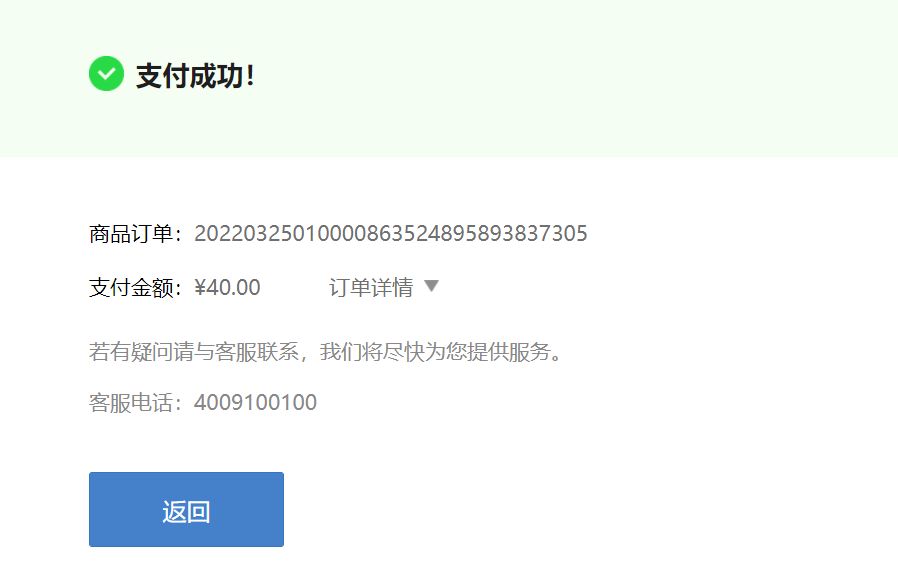 支付成功！
商品订单：2022032501000086352489589383​7305
支付金额：¥40.00 订单详情
若有疑问请与客服联系，我们将尽快为您提供服务。
客服电话：4009100100
返回